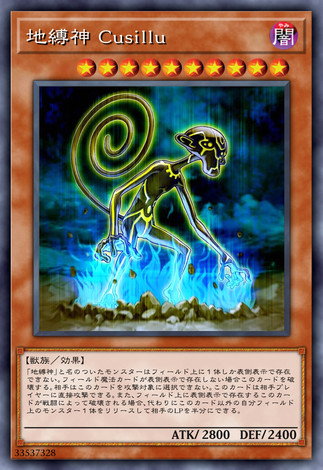 地縛神 Cusillu
やみ
闇
【獣族／効果】
「地縛神」と名のついたモンスターはフィールド上に1体しか表側表示で存在
できない。フィールド魔法カードが表側表示で存在しない場合このカードを破
壊する。相手はこのカードを攻撃対象に選択できない。このカードは相手プレ
イヤーに直接攻撃できる。また、フィールド上に表側表示で存在するこのカー
ドが戦闘によって破壊される場合、代わりにこのカード以外の自分フィールド
上のモンスター1体をリリースして相手のLPを半分にできる。
ATK/ 2800 DEF/2400
33537328